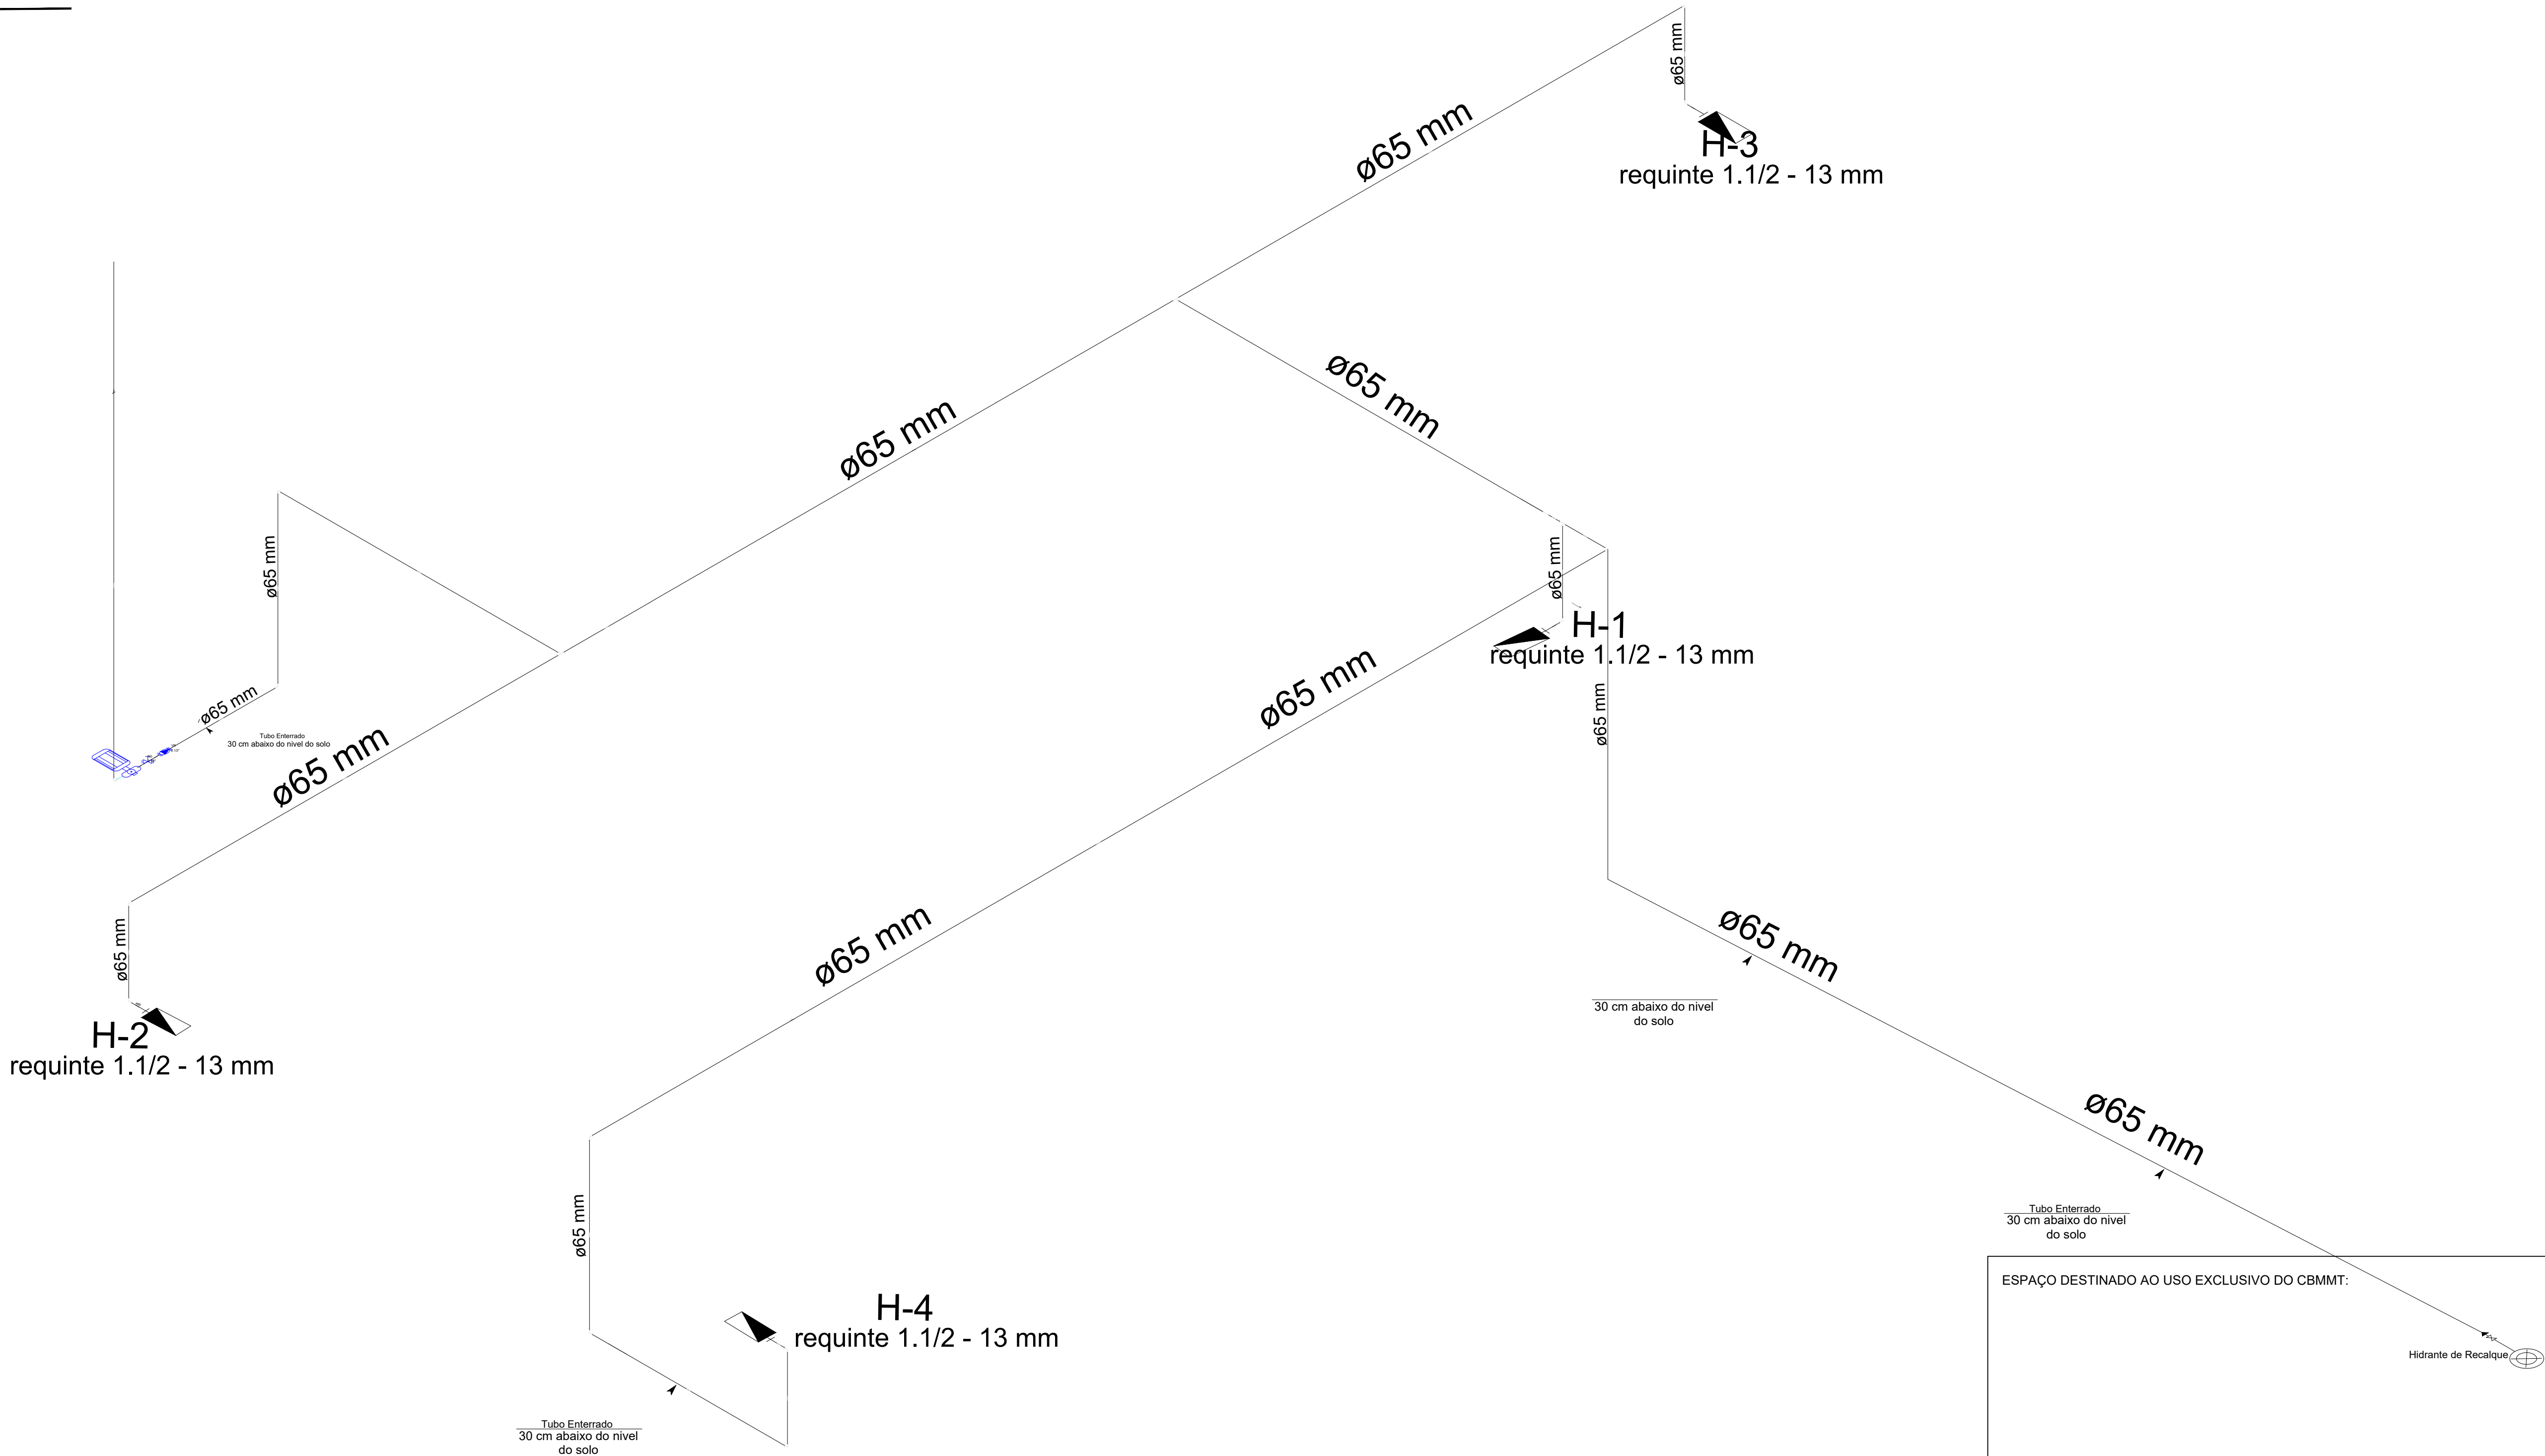 ø65 mm
H-3
requinte 1.1/2 - 13 mm
ø65 mm
ø65 mm
ø65 mm
ø65 mm
ø65 mm
H-1
requinte 1.1/2 - 13 mm
ø65 mm
ø65 mm
ø65 mm
Tubo Enterrado
30 cm abaixo do nivel do solo
ø65 mm
ø65 mm
H-2
requinte 1.1/2 - 13 mm
ø65 mm
ø65 mm
30 cm abaixo do nivel
do solo
ø65 mm
ø65 mm
Tubo Enterrado
30 cm abaixo do nivel
do solo
ESPAÇO DESTINADO AO USO EXCLUSIVO DO CBMMT:
H-4
requinte 1.1/2 - 13 mm
Hidrante de Recalque
Tubo Enterrado
30 cm abaixo do nivel
do solo